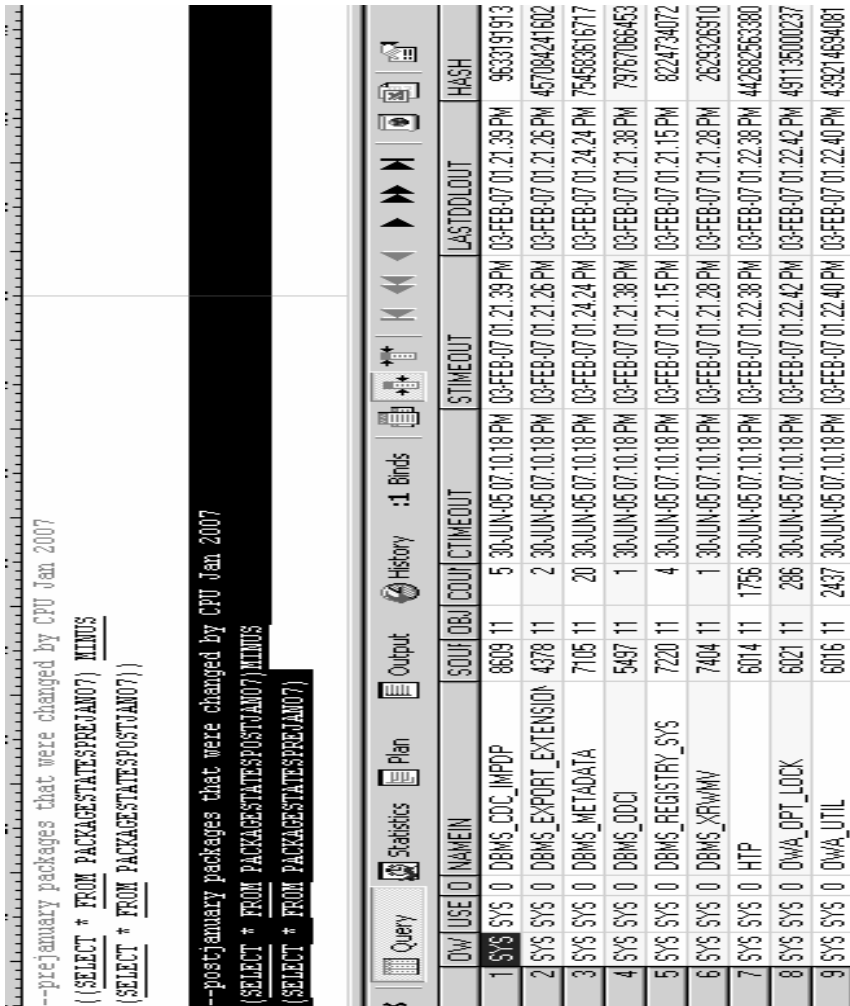 --prejanuary packages that were changed by CPU Jan 2007
((SELECT * FROM PACKAGESTATESPREJAN07) MINUS
(SELECT * FROM PACKAGESTATESPOSTJAN07))
--postjanuary packages that were changed by CPU Jan 2007
(SELECT * FROM PACKAGESTATESPOSTJAN07)MINUS
(SELECT * FROM PACKAGESTATESPREJAN07)
Query Statistics Plan Output History :1 Binds
OW USE O NAMEIN SOUF OBJ COUN CTIMEOUT STIMEOUT LASTDDLOUT HASH
1 SYS SYS 0 DBMS_CDC_IMPDP 8609 11 5 30-JUN-05 07.10.18 PM 03-FEB-07 01.21.39 PM 03-FEB-07 01.21.39 PM 9633191913
2 SYS SYS 0 DBMS_EXPORT_EXTENSION 4378 11 2 30-JUN-05 07.10.18 PM 03-FEB-07 01.21.26 PM 03-FEB-07 01.21.26 PM 457084241602
3 SYS SYS 0 DBMS_METADATA 7105 11 20 30-JUN-05 07.10.18 PM 03-FEB-07 01.24.24 PM 03-FEB-07 01.24.24 PM 754583616717
4 SYS SYS 0 DBMS_ODCI 5497 11 1 30-JUN-05 07.10.18 PM 03-FEB-07 01.21.38 PM 03-FEB-07 01.21.38 PM 79767066453
5 SYS SYS 0 DBMS_REGISTRY_SYS 7220 11 4 30-JUN-05 07.10.18 PM 03-FEB-07 01.21.15 PM 03-FEB-07 01.21.15 PM 8224734072
6 SYS SYS 0 DBMS_XRWMV 7404 11 1 30-JUN-05 07.10.18 PM 03-FEB-07 01.21.28 PM 03-FEB-07 01.21.28 PM 2629326910
7 SYS SYS 0 HTP 6014 11 1756 30-JUN-05 07.10.18 PM 03-FEB-07 01.22.38 PM 03-FEB-07 01.22.38 PM 442682563380
8 SYS SYS 0 OWA_OPT_LOCK 6021 11 286 30-JUN-05 07.10.18 PM 03-FEB-07 01.22.42 PM 03-FEB-07 01.22.42 PM 491135000237
9 SYS SYS 0 OWA_UTIL 6016 11 2437 30-JUN-05 07.10.18 PM 03-FEB-07 01.22.40 PM 03-FEB-07 01.22.40 PM 439214694081